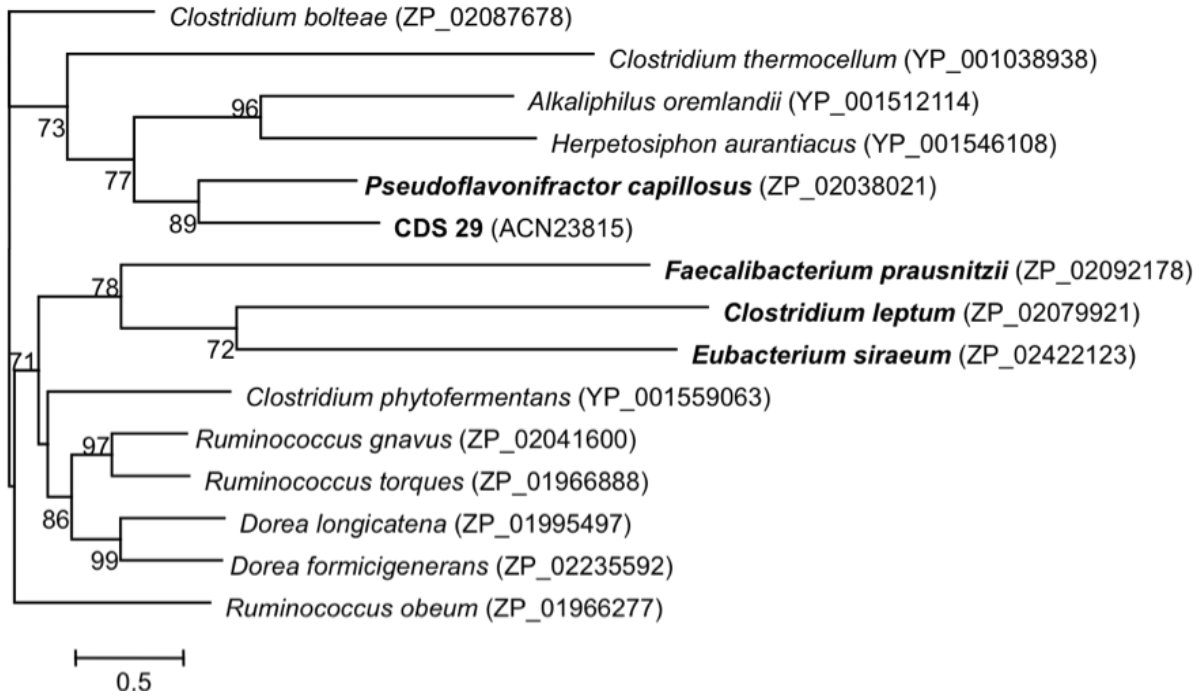 Clostridium bolteae (ZP_02087678)
Clostridium thermocellum (YP_001038938)
96
Alkaliphilus oremlandii (YP_001512114)
73
Herpetosiphon aurantiacus (YP_001546108)
77
Pseudoflavonifractor capillosus (ZP_02038021)
89
CDS 29 (ACN23815)
Faecalibacterium prausnitzii (ZP_02092178)
78
Clostridium leptum (ZP_02079921)
72
Eubacterium siraeum (ZP_02422123)
71
Clostridium phytofermentans (YP_001559063)
97
Ruminococcus gnavus (ZP_02041600)
Ruminococcus torques (ZP_01966888)
86
Dorea longicatena (ZP_01995497)
99
Dorea formicigenerans (ZP_02235592)
Ruminococcus obeum (ZP_01966277)
0.5